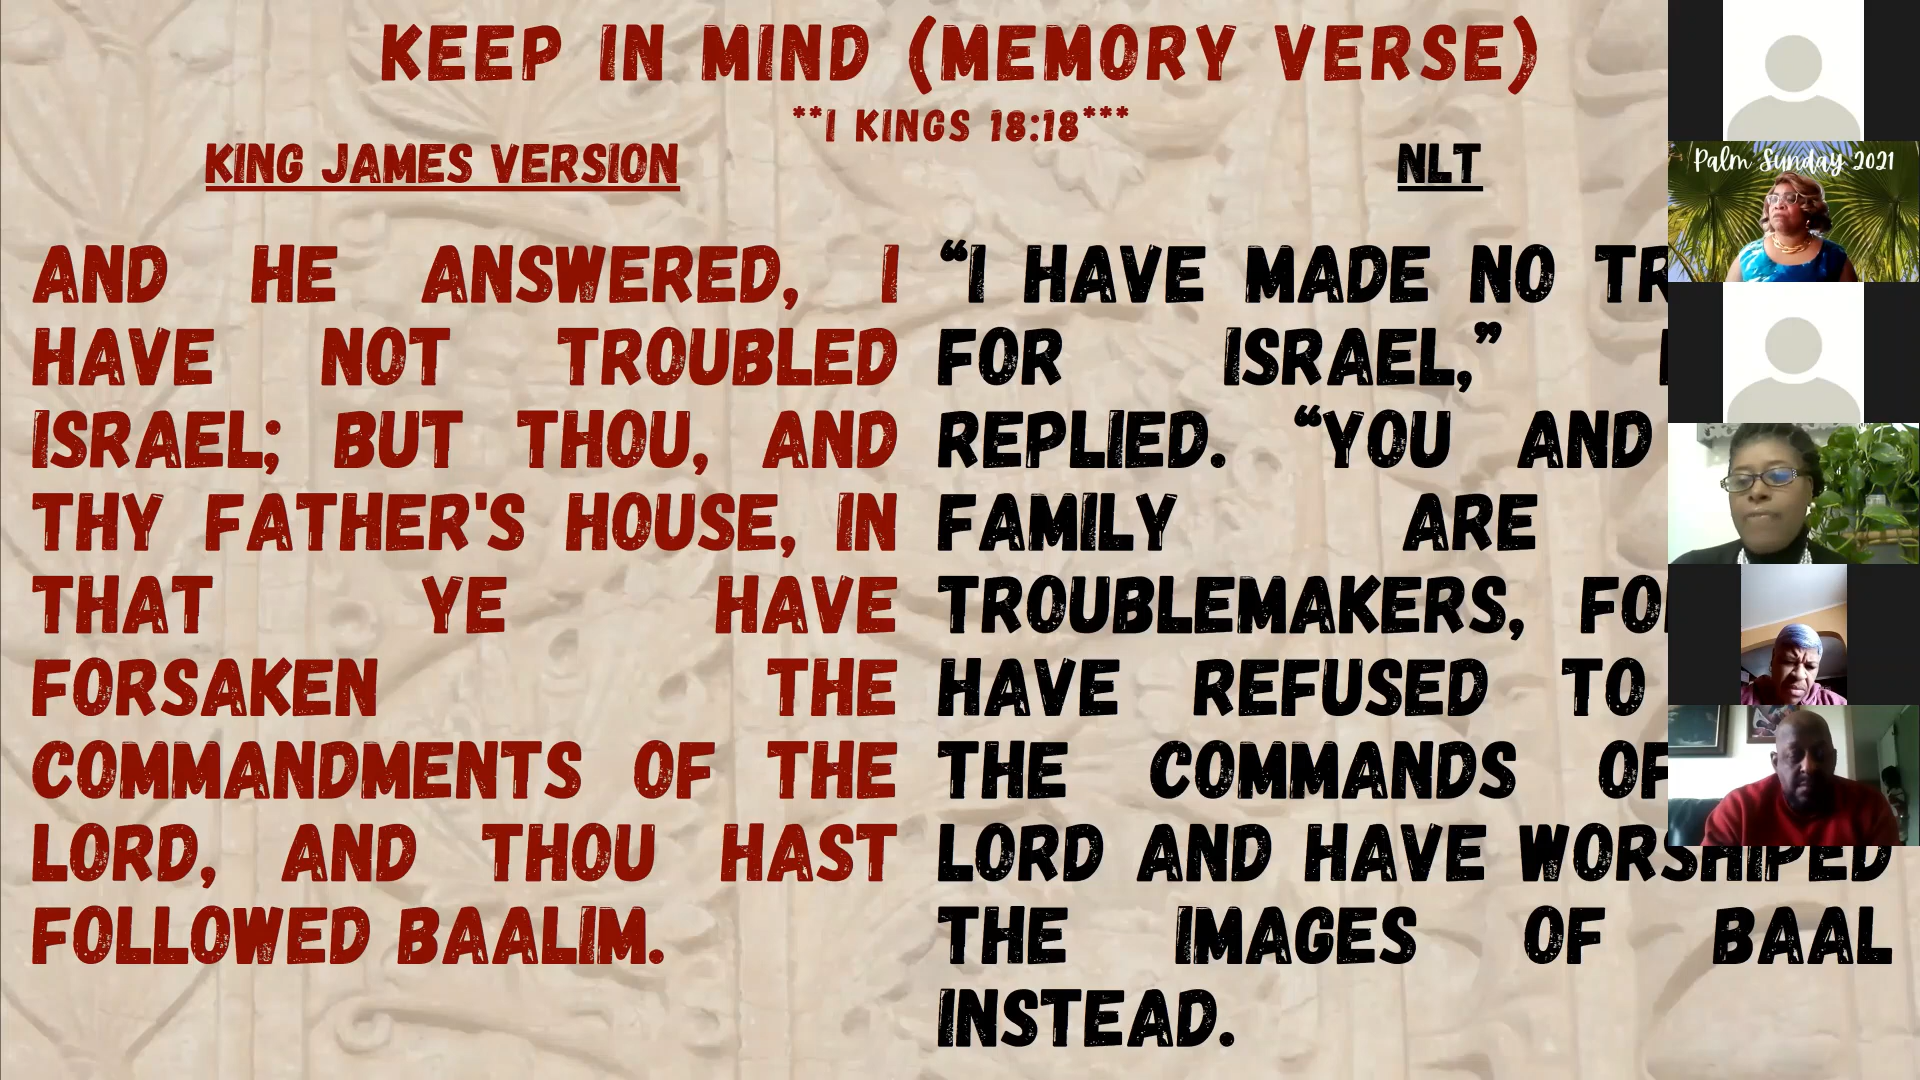 KEEP IN MIND (MEMORY VERSE)
**I KINGS 18:18***
KING JAMES VERSION
AND HE ANSWERED, I
HAVE NOT TROUBLED
ISRAEL; BUT THOU, AND
THY FATHER'S HOUSE, IN
THAT YE HAVE
FORSAKEN THE
COMMANDMENTS OF THE
LORD, AND THOU HAST
FOLLOWED BAALIM.
NLT
“I HAVE MADE NO
FOR ISRAEL,”
REPLIED. “YOU AND
FAMILY ARE
TROUBLEMAKERS,
HAVE REFUSED TO
THE COMMANDS OF
LORD AND HAVE WORSHIPED
THE IMAGES OF BAAL
INSTEAD.
Palm Sunday 2021